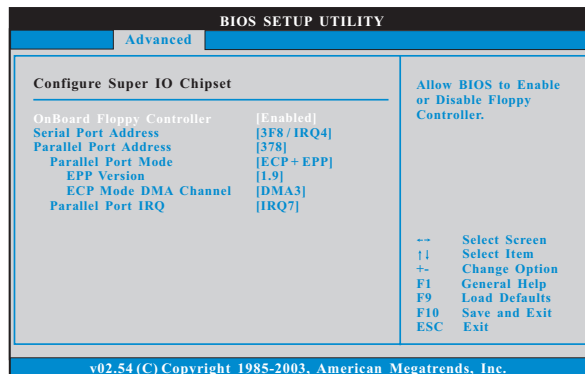 BIOS SETUP UTILITY
Advanced
Configure Super IO Chipset
OnBoard Floppy Controller [Enabled]
Serial Port Address [3F8 / IRQ4]
Parallel Port Address [378]
Parallel Port Mode [ECP + EPP]
EPP Version [1.9]
ECP Mode DMA Channel [DMA3]
Parallel Port IRQ [IRQ7]
Allow BIOS to Enable
or Disable Floppy
Controller.
←→ Select Screen
↑↓ Select Item
+- Change Option
F1 General Help
F9 Load Defaults
F10 Save and Exit
ESC Exit
v02.54 (C) Copyright 1985-2003, American Megatrends, Inc.